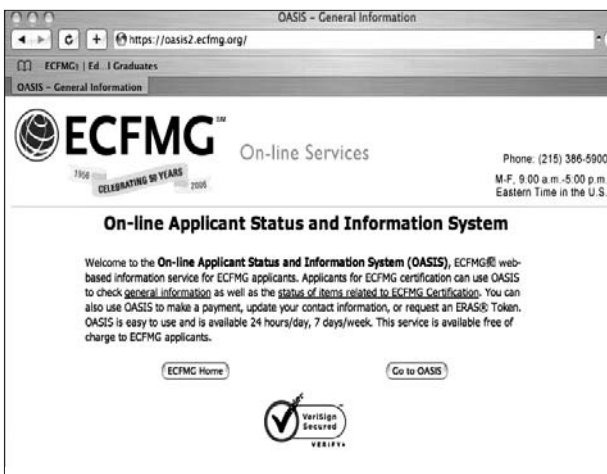 OASIS – General Information
https://oasis2.ecfmg.org/
ECFMG: | Ed...l Graduates
OASIS – General Information
ECFMG℠
On-line Services
1956 CELEBRATING 50 YEARS 2006
Phone: (215) 386-5900
M-F, 9:00 a.m.-5:00 p.m.
Eastern Time in the U.S.
On-line Applicant Status and Information System
Welcome to the On-line Applicant Status and Information System (OASIS), ECFMG web-
based information service for ECFMG applicants. Applicants for ECFMG certification can use OASIS
to check general information as well as the status of items related to ECFMG Certification. You can
also use OASIS to make a payment, update your contact information, or request an ERAS® Token.
OASIS is easy to use and is available 24 hours/day, 7 days/week. This service is available free of
charge to ECFMG applicants.
ECFMG Home
Go to OASIS
VeriSign
Secured
VERIFY